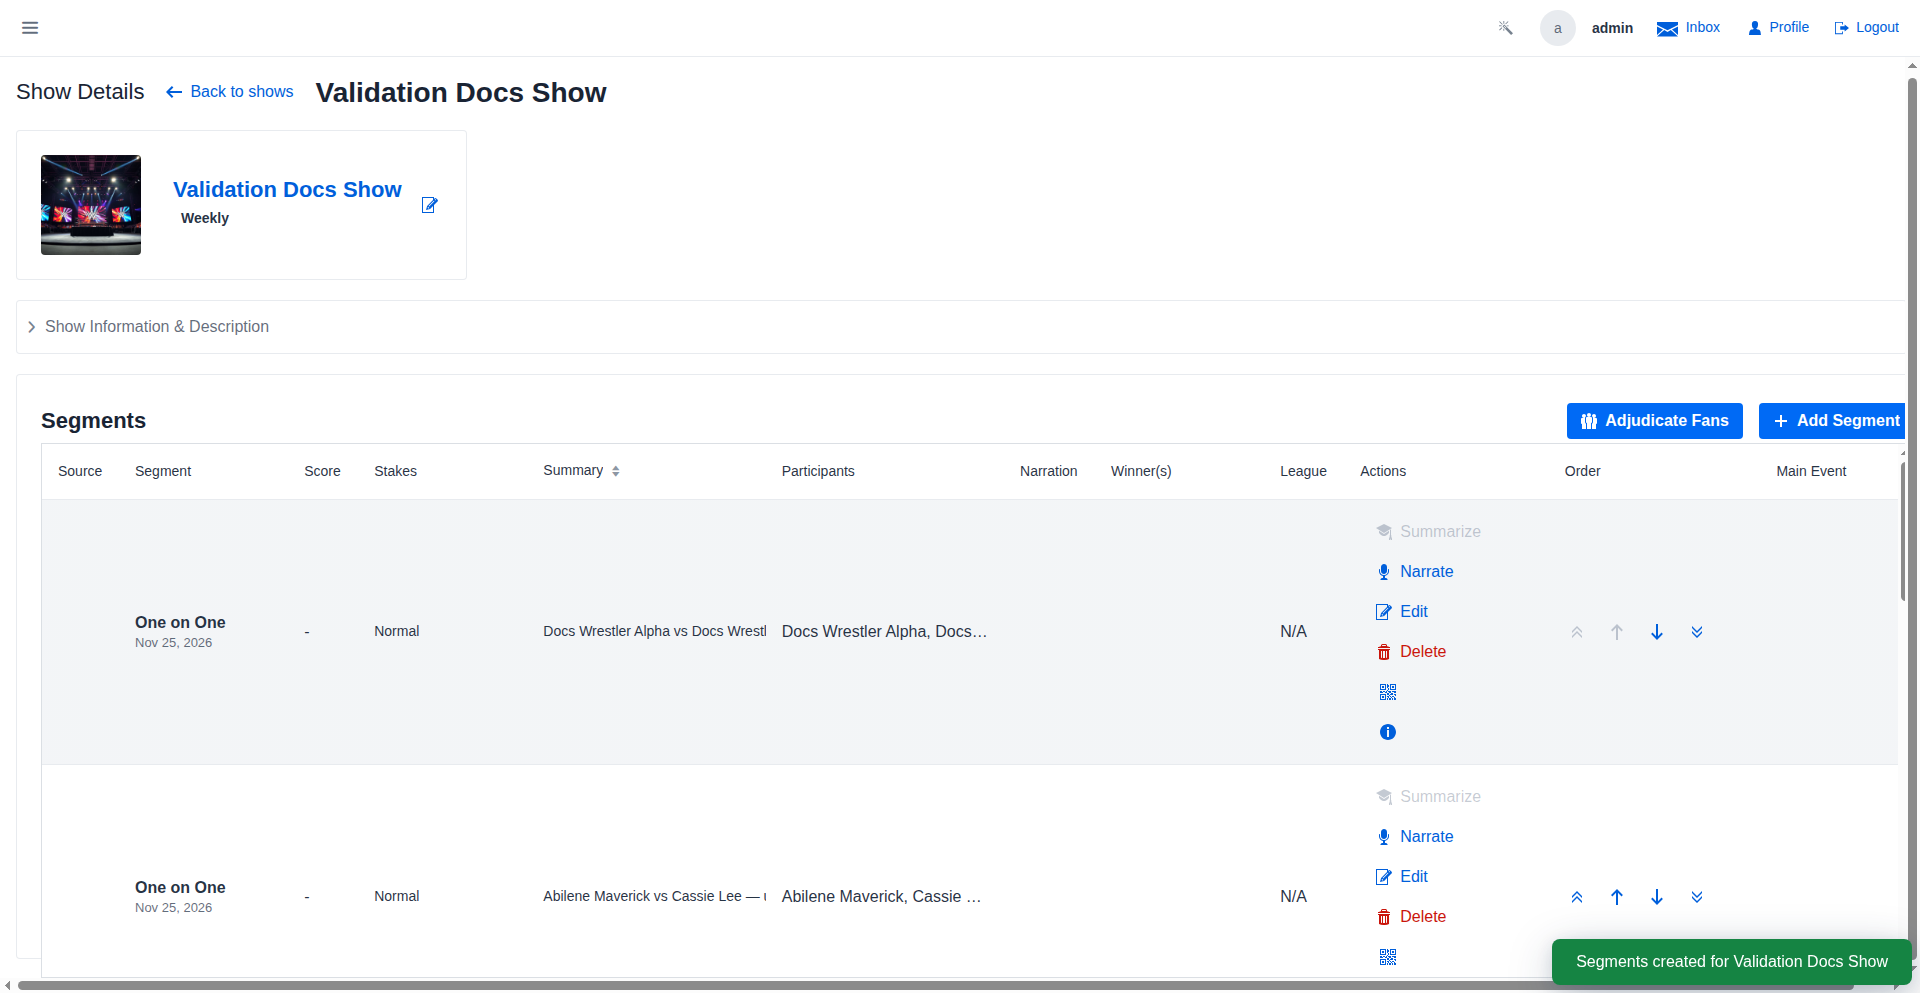 a admin Inbox Profile Logout
Show Details Back to shows Validation Docs Show
Validation Docs Show
Weekly
Show Information & Description
Segments
Adjudicate Fans
Add Segment
Source Segment Score Stakes Summary Participants Narration Winner(s) League Actions Order Main Event
Summarize
Narrate
Edit
Delete
One on One
Nov 25, 2026
-
Normal
Docs Wrestler Alpha vs Docs Wrestl
Docs Wrestler Alpha, Docs…
N/A
Summarize
Narrate
Edit
Delete
One on One
Nov 25, 2026
-
Normal
Abilene Maverick vs Cassie Lee —
Abilene Maverick, Cassie …
N/A
Segments created for Validation Docs Show